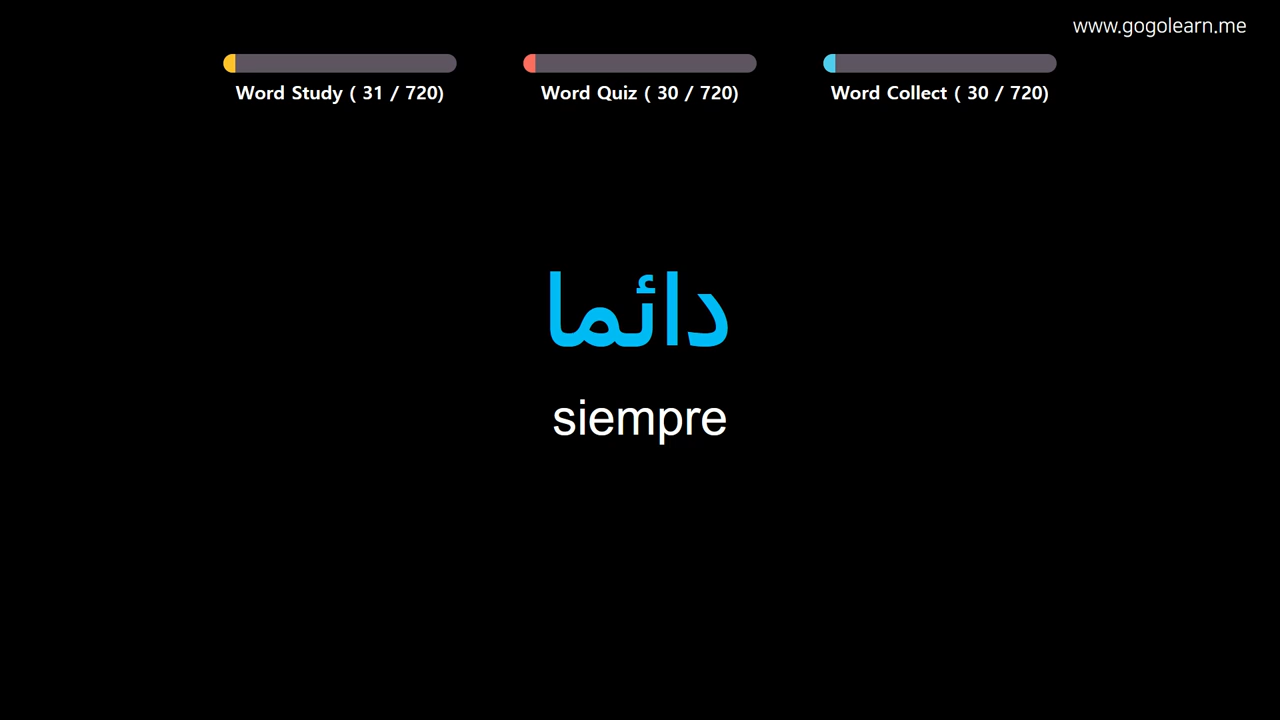 www.gogolearn.me
Word Study ( 31 / 720)
Word Quiz ( 30 / 720)
Word Collect ( 30 / 720)
دائما
siempre